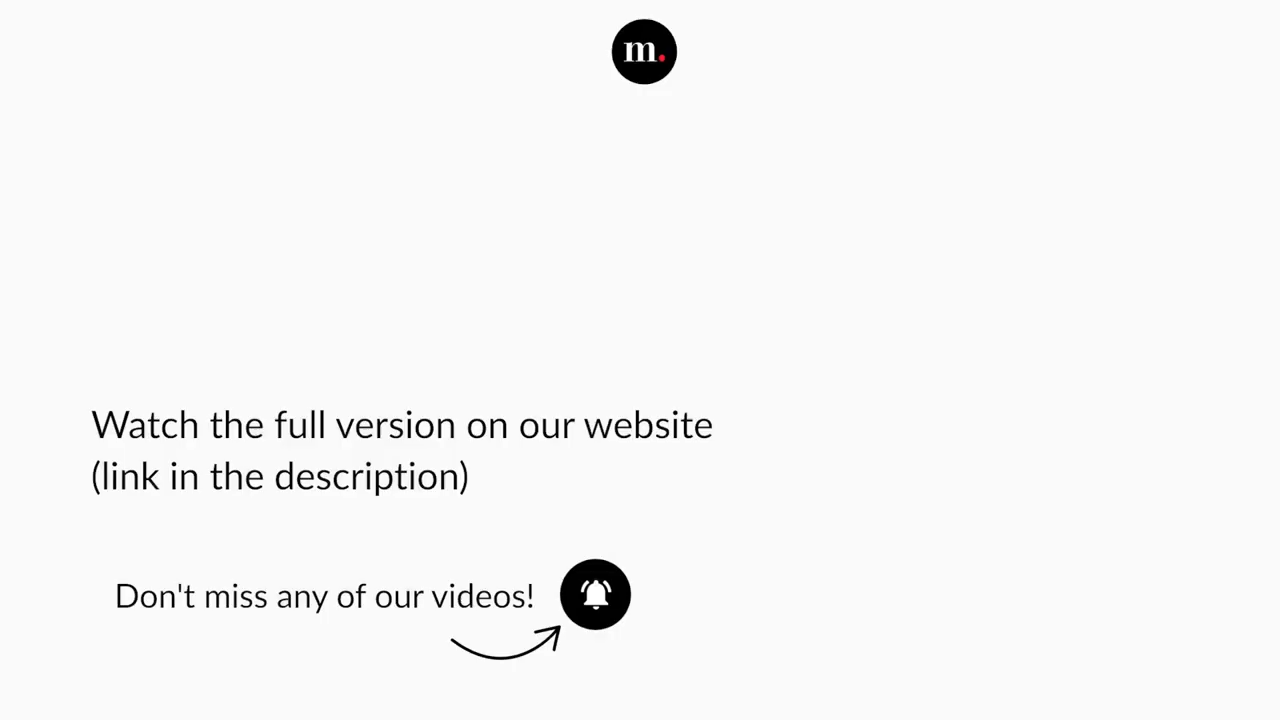 m.
Watch the full version on our website
(link in the description)
Don't miss any of our videos!